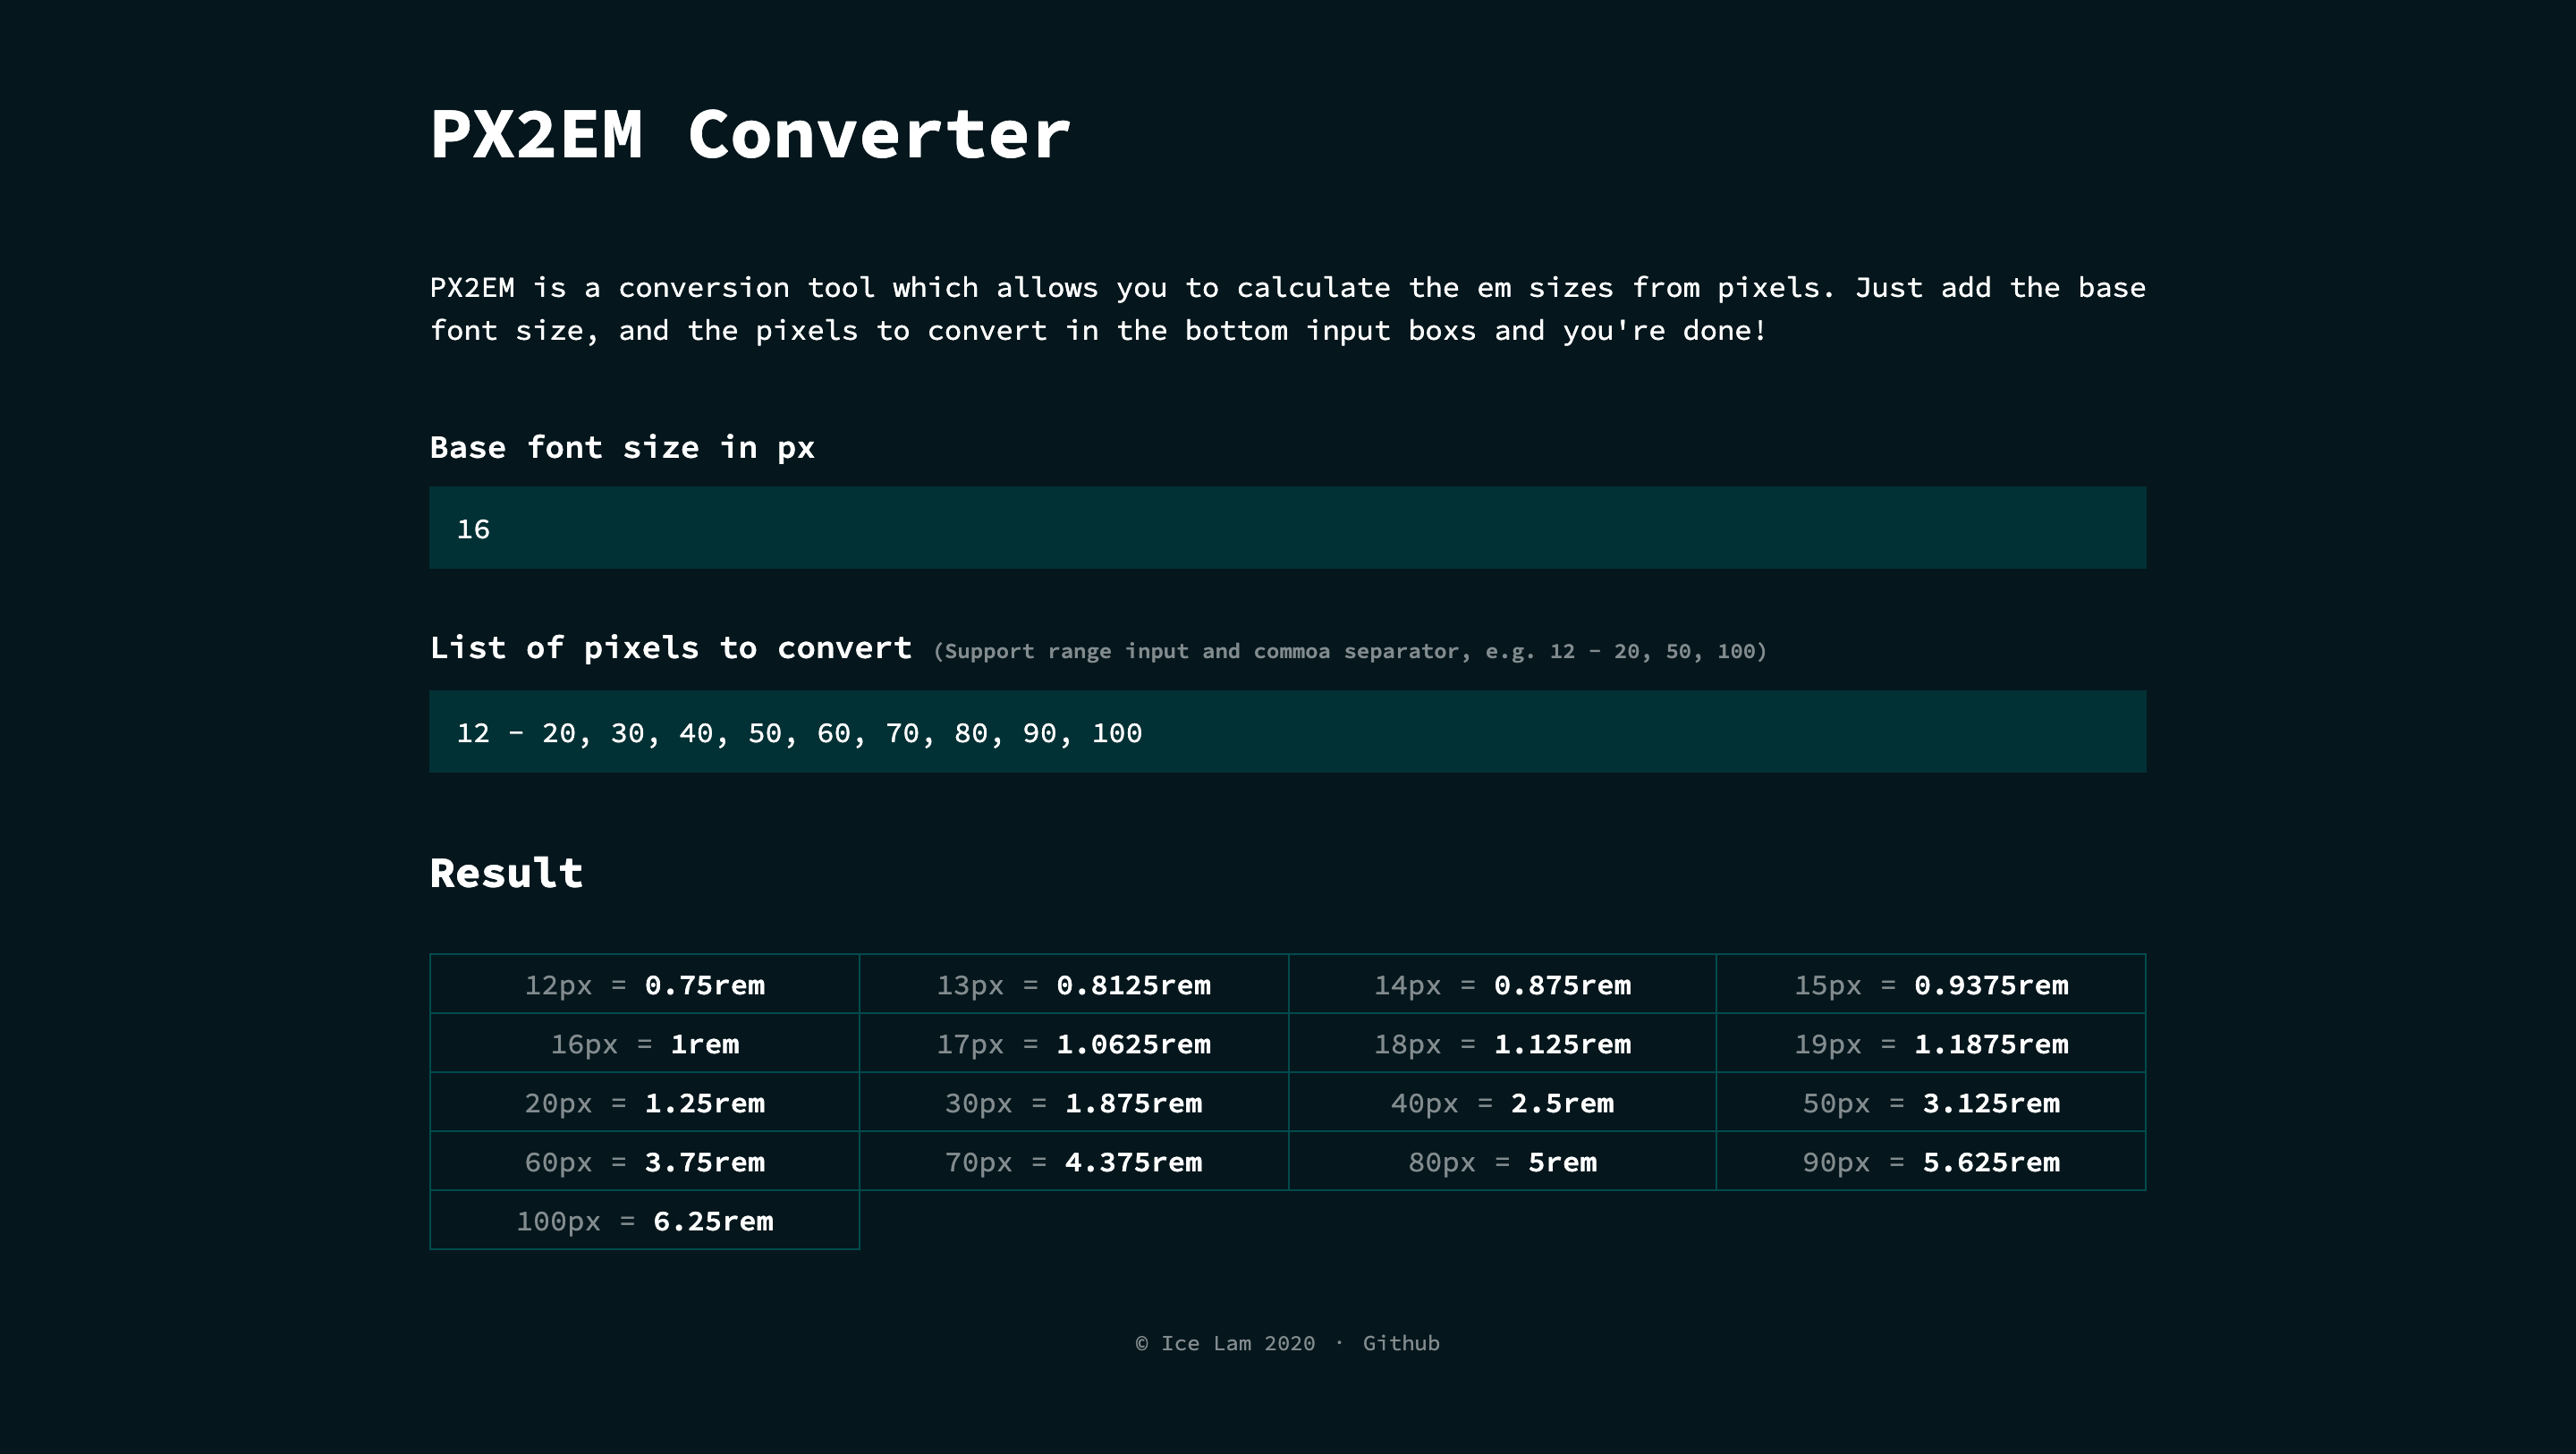 PX2EM Converter
PX2EM is a conversion tool which allows you to calculate the em sizes from pixels. Just add the base
font size, and the pixels to convert in the bottom input boxs and you're done!
Base font size in px
16
List of pixels to convert (Support range input and commoa separator, e.g. 12 - 20, 50, 100)
12 - 20, 30, 40, 50, 60, 70, 80, 90, 100
Result
12px = 0.75rem 13px = 0.8125rem 14px = 0.875rem 15px = 0.9375rem
16px = 1rem 17px = 1.0625rem 18px = 1.125rem 19px = 1.1875rem
20px = 1.25rem 30px = 1.875rem 40px = 2.5rem 50px = 3.125rem
60px = 3.75rem 70px = 4.375rem 80px = 5rem 90px = 5.625rem
100px = 6.25rem
© Ice Lam 2020 · Github